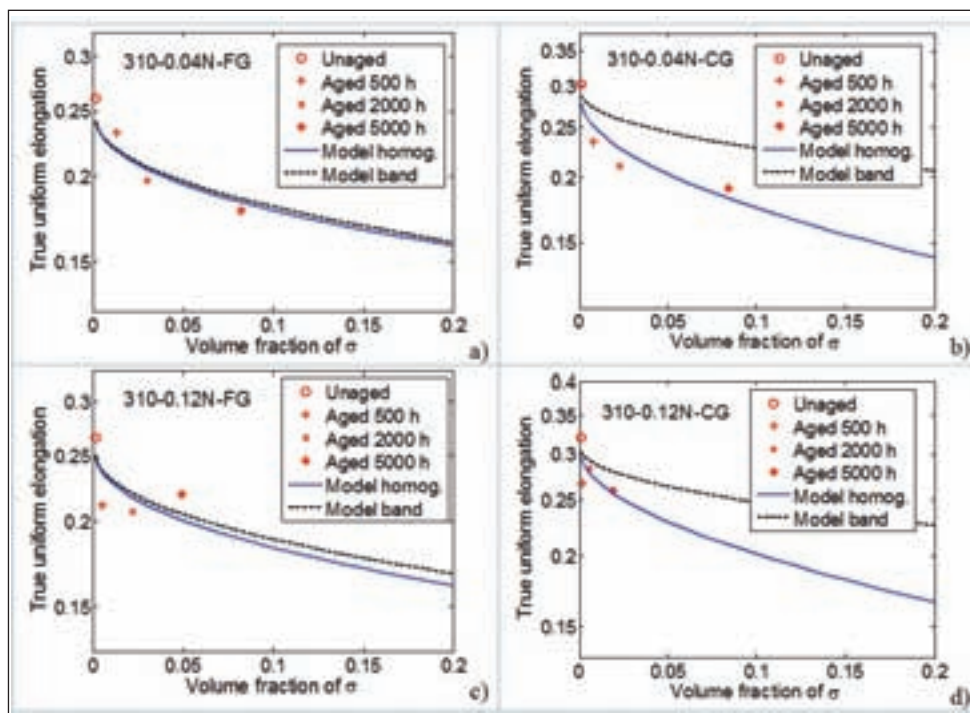 310-0.04N-FG
Unaged
Aged 500 h
Aged 2000 h
Aged 5000 h
Model homog.
Model band
True uniform elongation
0.3
0.25
0.2
0.15
0 0.05 0.1 0.15 0.2
Volume fraction of σ
a)
310-0.04N-CG
Unaged
Aged 500 h
Aged 2000 h
Aged 5000 h
Model homog.
Model band
True uniform elongation
0.35
0.3
0.25
0.2
0.15
0 0.05 0.1 0.15 0.2
Volume fraction of σ
b)
310-0.12N-FG
Unaged
Aged 500 h
Aged 2000 h
Aged 5000 h
Model homog.
Model band
True uniform elongation
0.3
0.25
0.2
0.15
0 0.05 0.1 0.15 0.2
Volume fraction of σ
c)
310-0.12N-CG
Unaged
Aged 500 h
Aged 2000 h
Aged 5000 h
Model homog.
Model band
True uniform elongation
0.4
0.35
0.3
0.25
0.2
0.15
0 0.05 0.1 0.15 0.2
Volume fraction of σ
d)